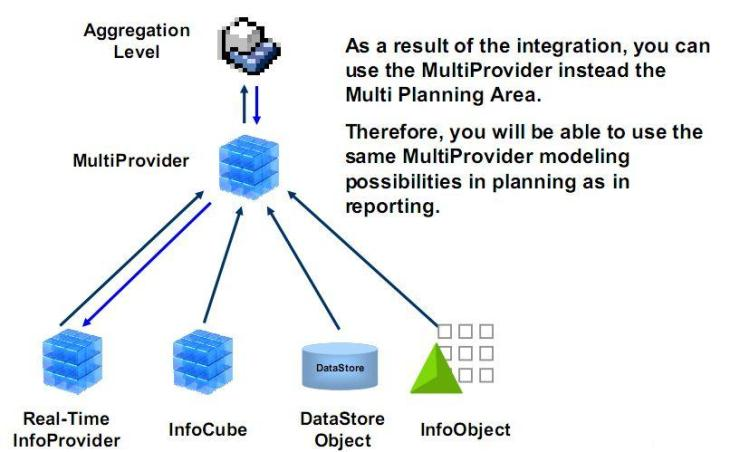 Aggregation
Level
As a result of the integration, you can
use the MultiProvider instead the
Multi Planning Area.
Therefore, you will be able to use the
same MultiProvider modeling
possibilities in planning as in
reporting.
MultiProvider
DataStore
Real-Time
InfoProvider
InfoCube
DataStore
Object
InfoObject